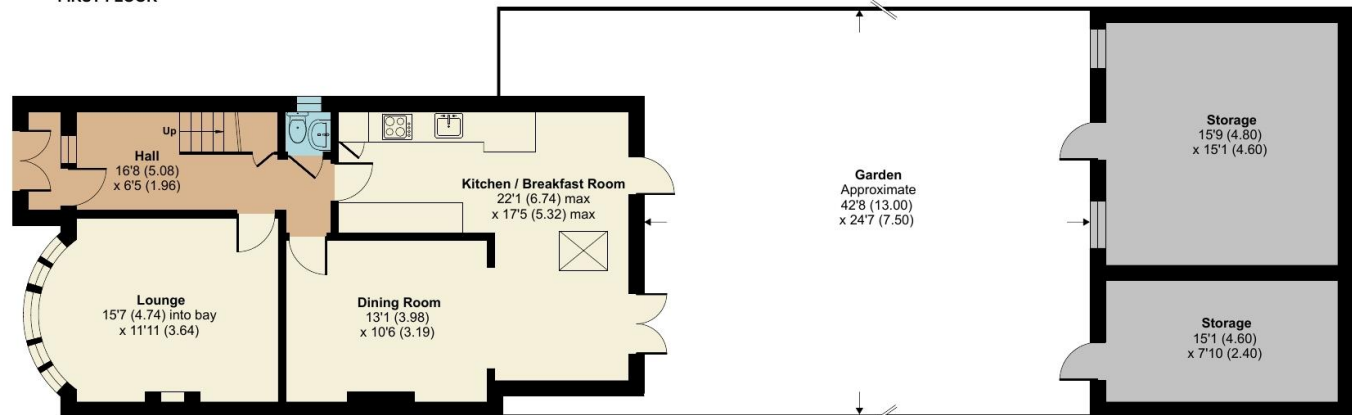 FIRST FLOOR
Up
Hall
16'8 (5.08)
x 6'5 (1.96)
Kitchen / Breakfast Room
22'1 (6.74) max
x 17'5 (5.32) max
Lounge
15'7 (4.74) into bay
x 11'11 (3.64)
Dining Room
13'1 (3.98)
x 10'6 (3.19)
Garden
Approximate
42'8 (13.00)
x 24'7 (7.50)
Storage
15'9 (4.80)
x 15'1 (4.60)
Storage
15'1 (4.60)
x 7'10 (2.40)